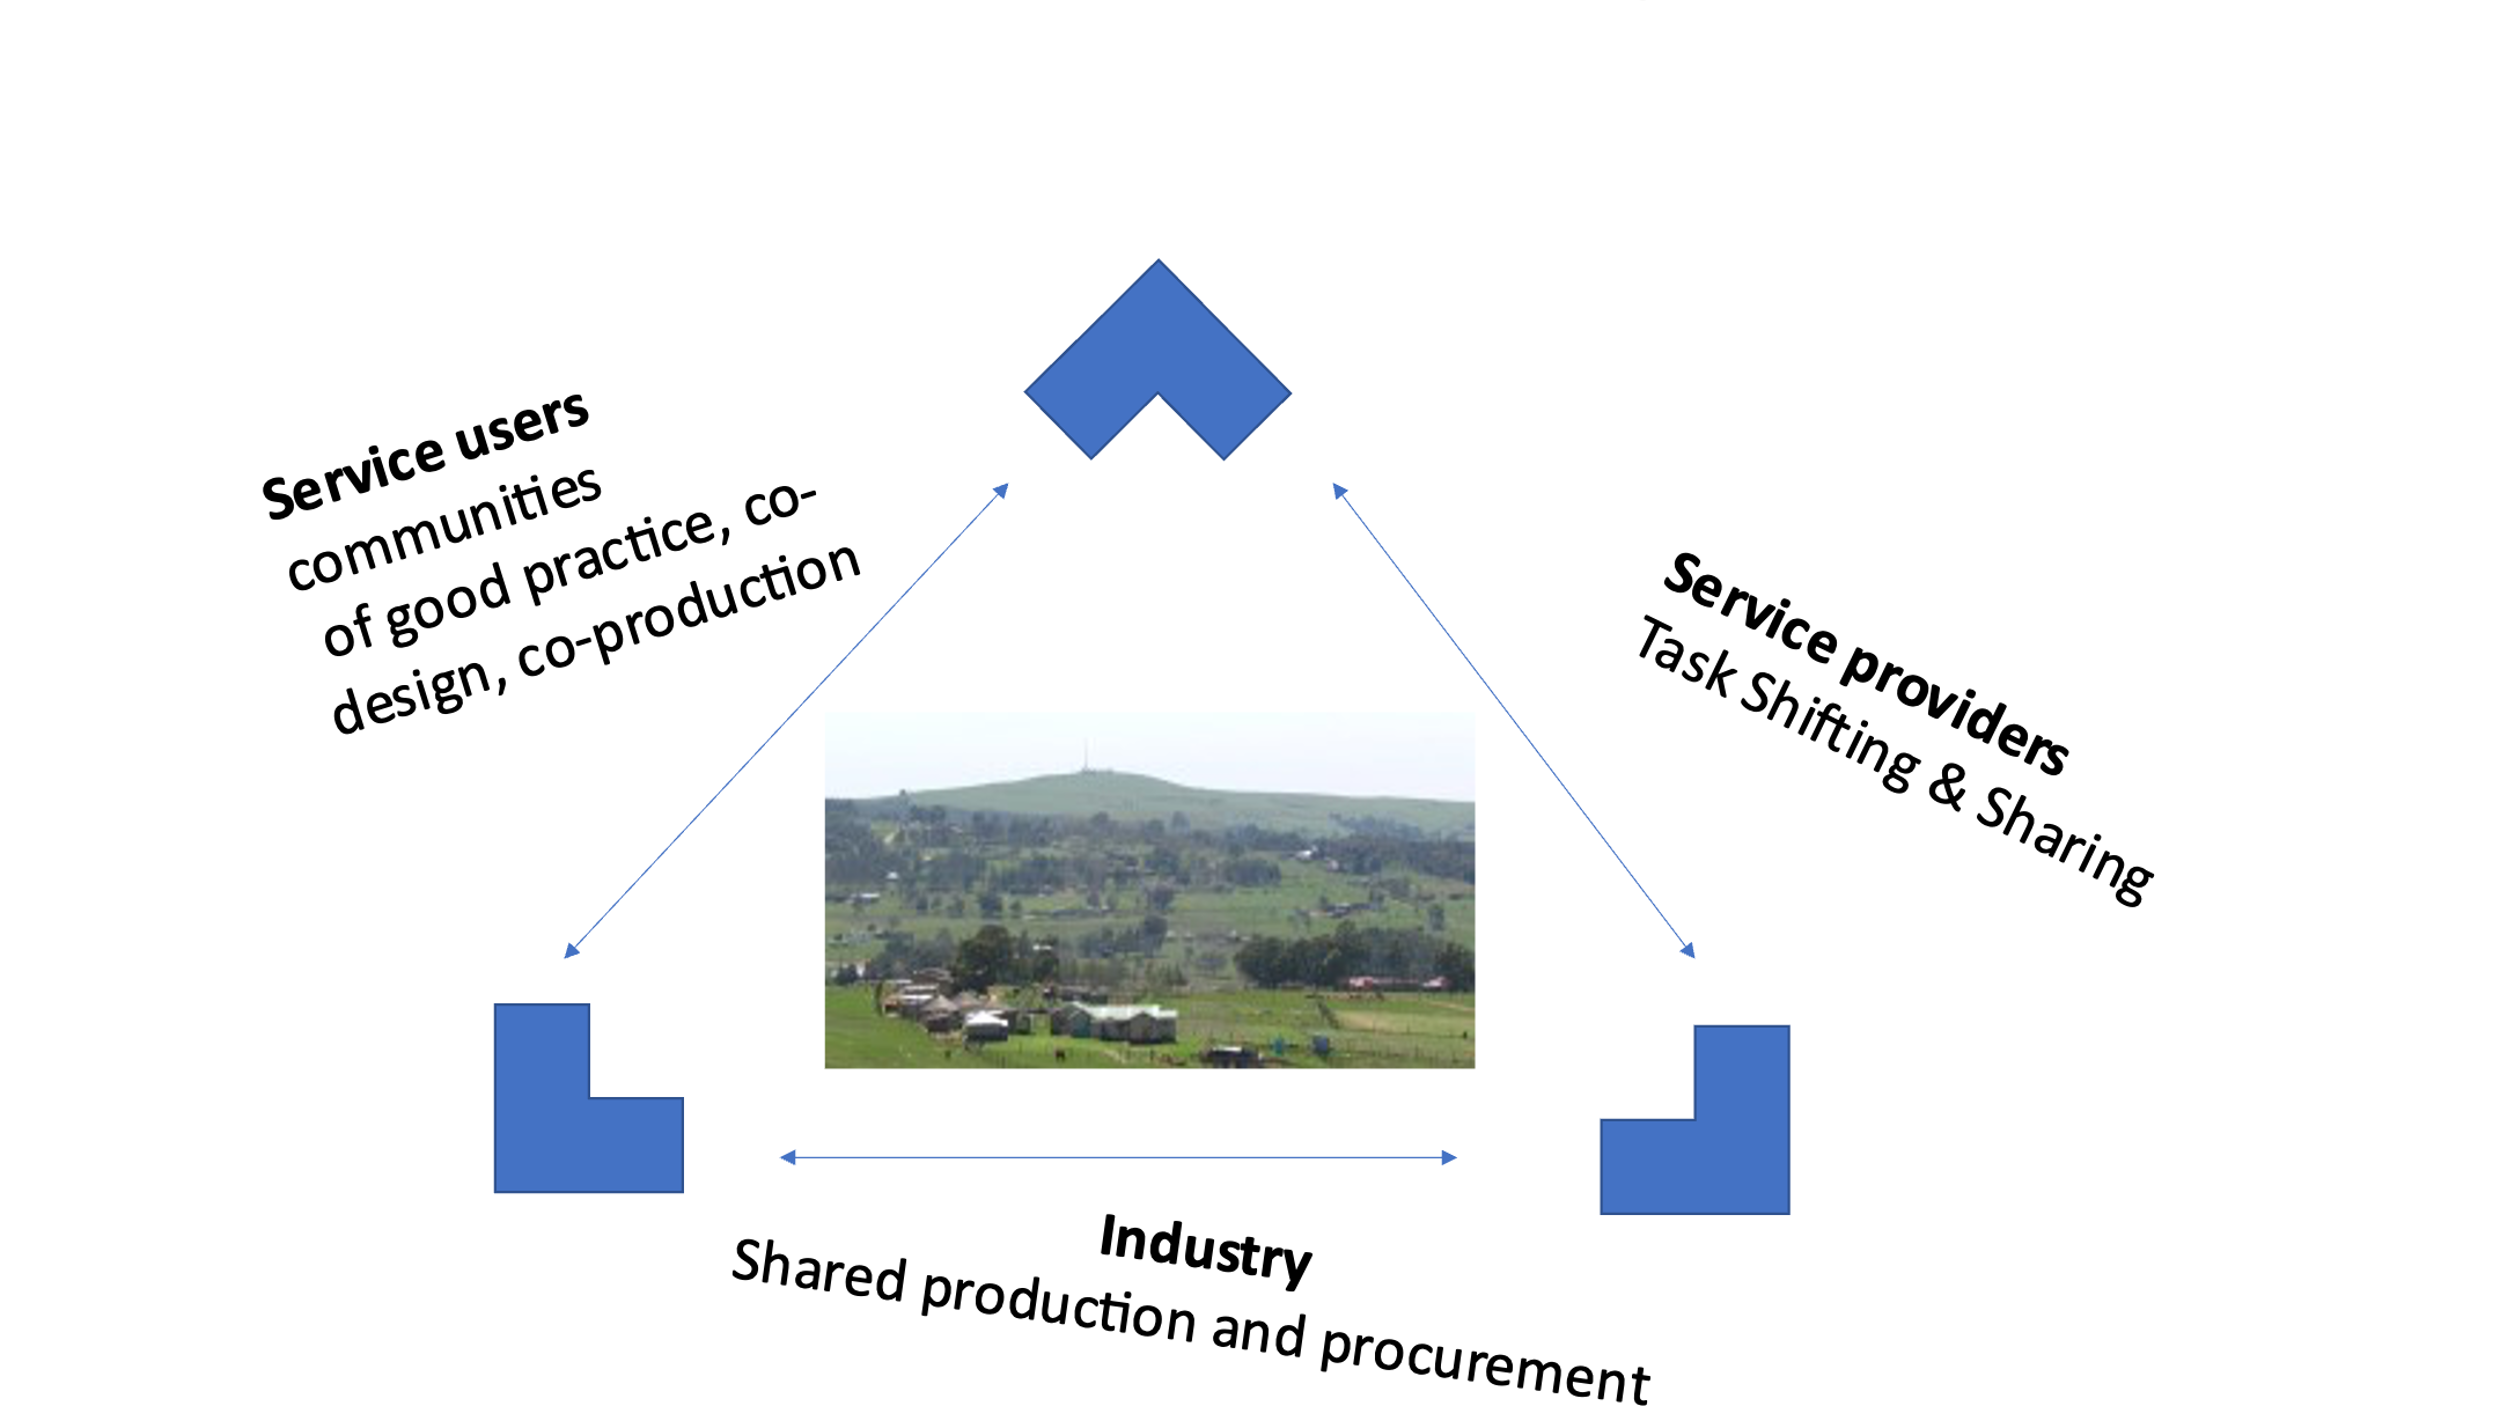 Service users
communities
of good practice, co-
design, co-production
Service providers
Task Shifting & Sharing
Industry
Shared production and procurement